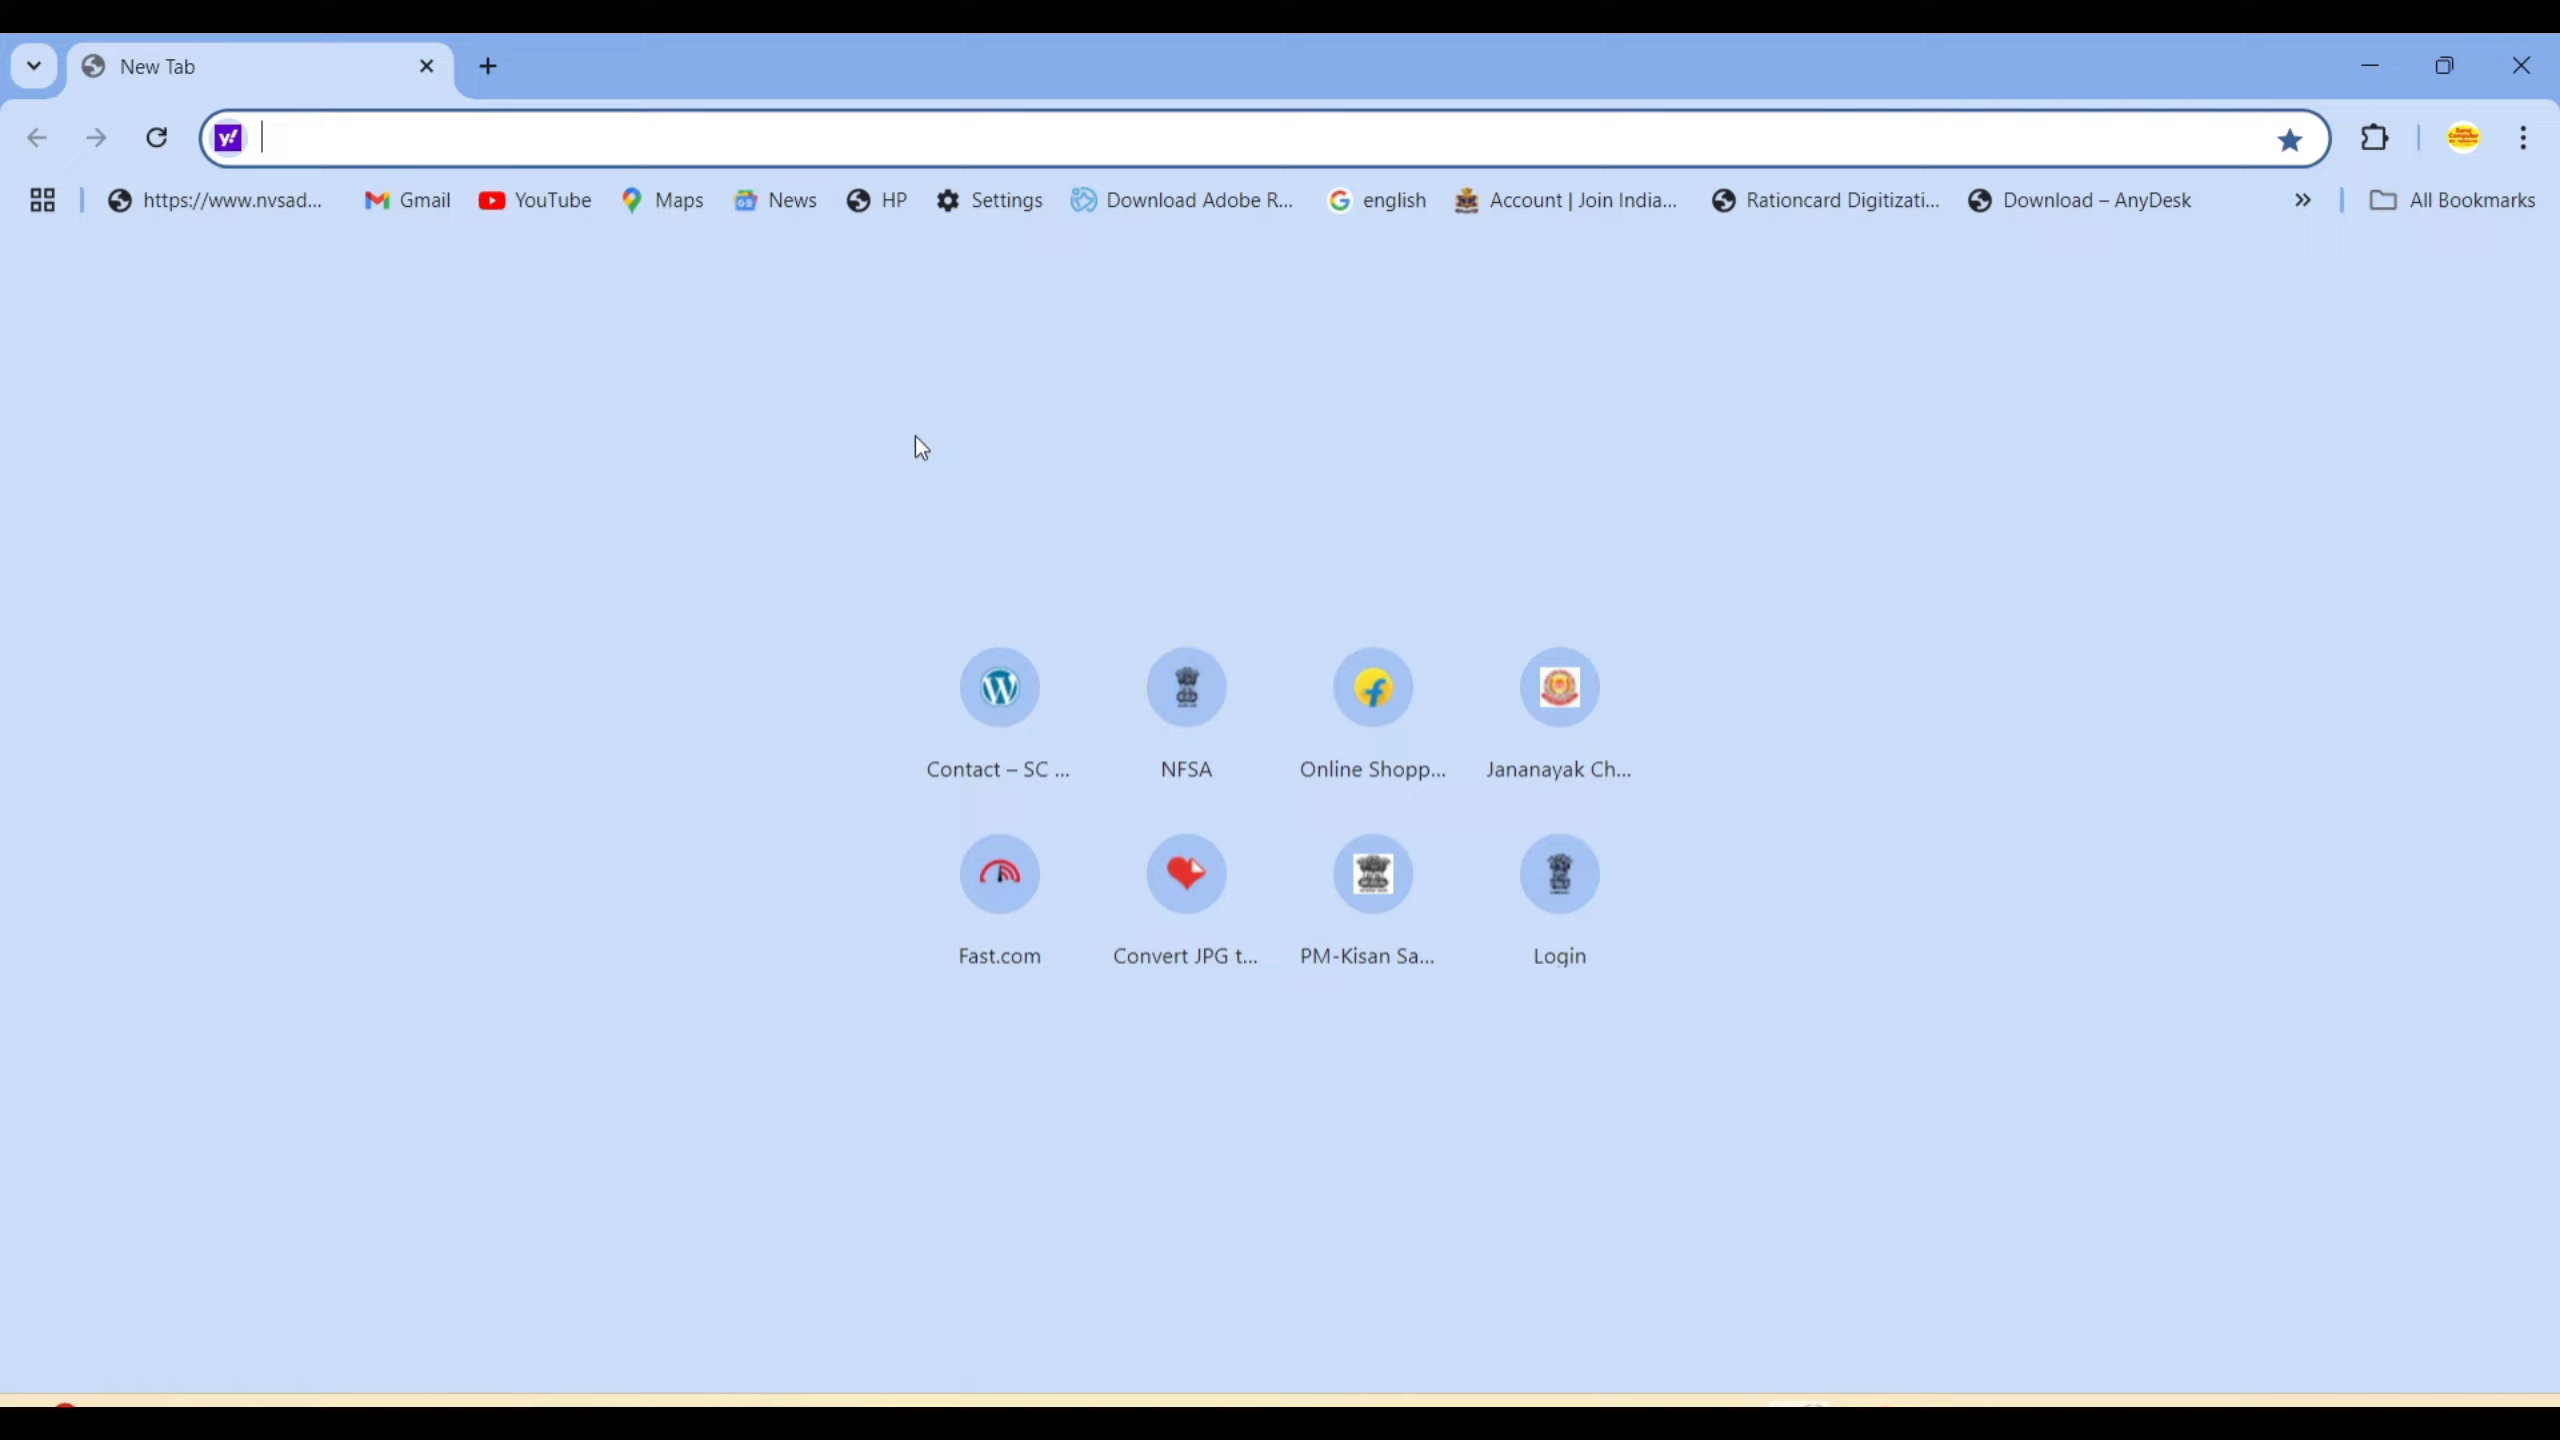 New Tab
y!
https://www.nvsad... Gmail YouTube Maps News HP Settings Download Adobe R... english Account | Join India... Rationcard Digitizati... Download – AnyDesk » All Bookmarks
Contact – SC ... NFSA Online Shopp... Jananayak Ch...
Fast.com Convert JPG t... PM-Kisan Sa... Login